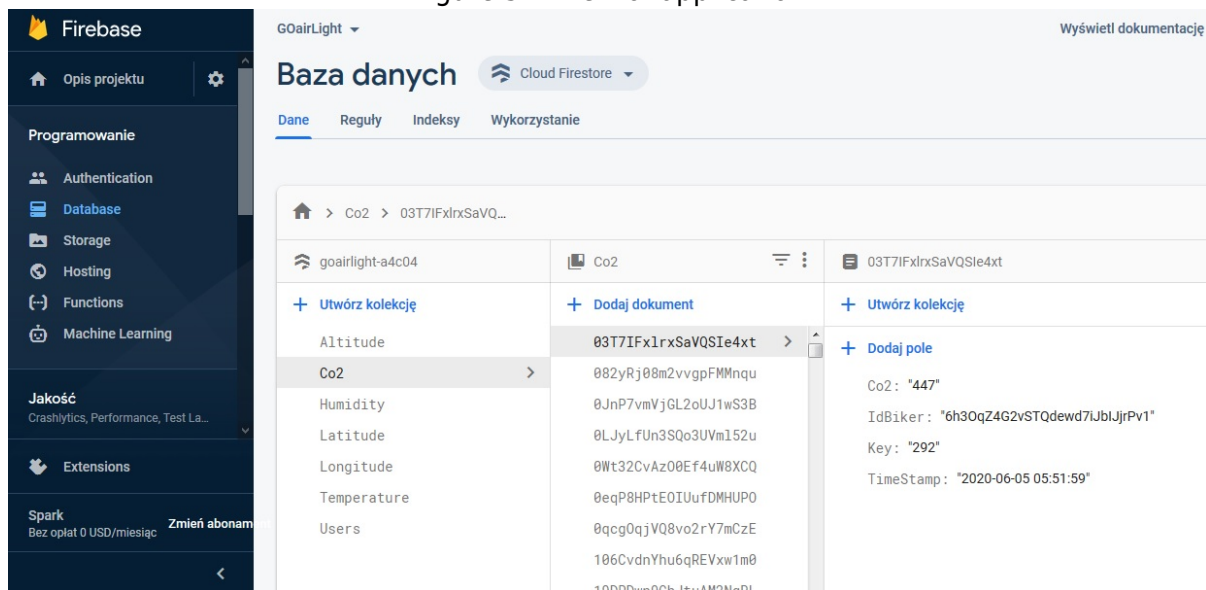 Firebase
Opis projektu
Programowanie
Authentication
Database
Storage
Hosting
Functions
Machine Learning
Jakość
Crashlytics, Performance, Test La...
Extensions
Spark
Bez opłat 0 USD/miesiąc
Zmień abonam
GOairLight
Wyświetl dokumentację
Baza danych
Cloud Firestore
Dane Reguły Indeksy Wykorzystanie
Co2 > 03T7IFxlrxSaVQ...
goairlight-a4c04
+ Utwórz kolekcję
Altitude
Co2
Humidity
Latitude
Longitude
Temperature
Users
Co2
+ Dodaj dokument
03T7IFxlrxSaVQSIe4xt
082yRj08m2vvgpFMMnqu
0JnP7vmVjGL2oUJ1wS3B
0LJyLfUn3SQo3UVml52u
0Wt32CvAzO0Ef4uW8XCQ
0eqP8HPtEOIUufDMHUPO
0qcgOqjVQ8vo2rY7mCzE
106CvdnYhu6qREVxw1m0
03T7IFxlrxSaVQSIe4xt
+ Utwórz kolekcję
+ Dodaj pole
Co2: "447"
IdBiker: "6h3OqZ4G2vSTQdewd7iJbIJjrPv1"
Key: "292"
TimeStamp: "2020-06-05 05:51:59"